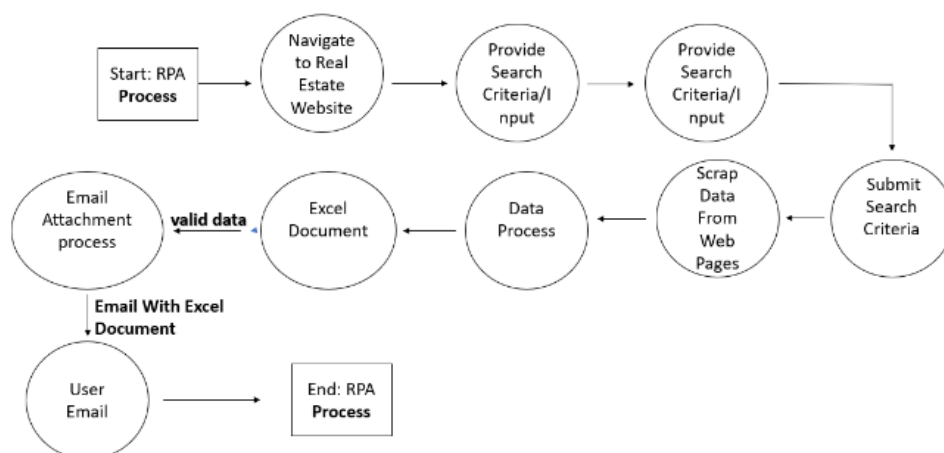 Start: RPA
Process
Navigate
to Real
Estate
Website
Provide
Search
Criteria/I
nput
Provide
Search
Criteria/I
nput
Submit
Search
Criteria
Scrap
Data
From
Web
Pages
Data
Process
Excel
Document
valid data
Email
Attachment
process
Email With Excel
Document
User
Email
End: RPA
Process